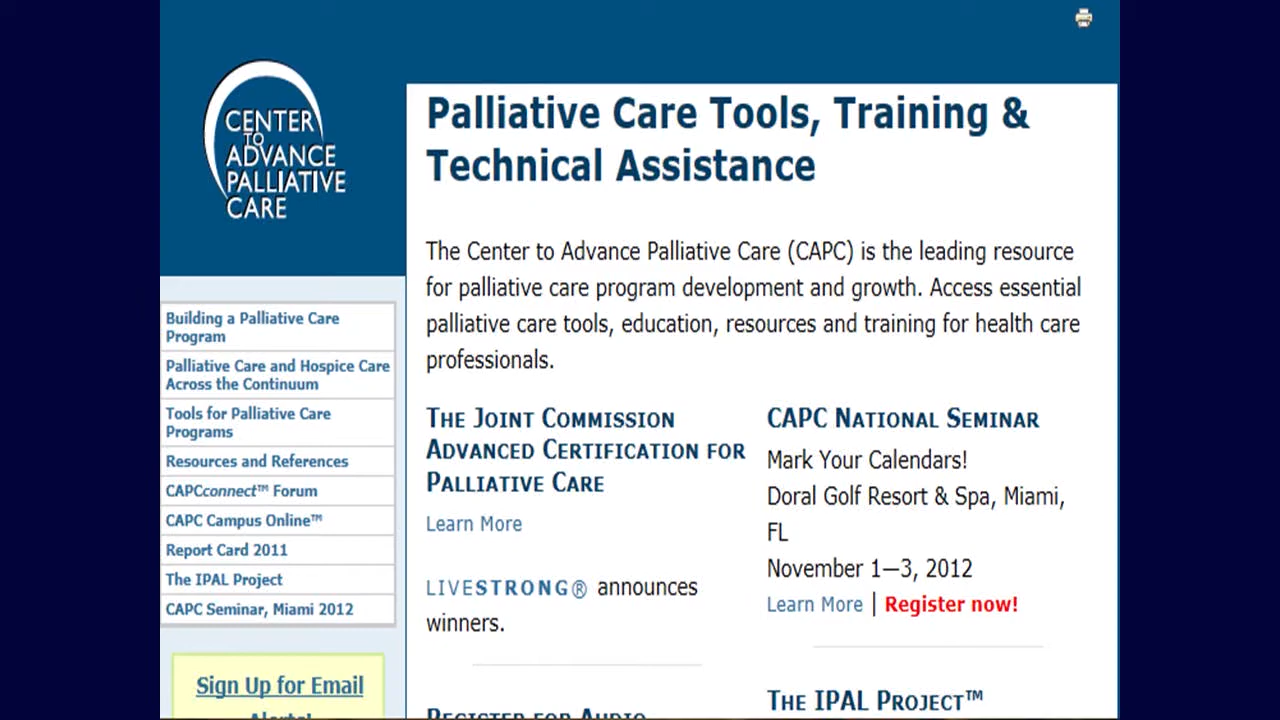 CENTER
TO
ADVANCE
PALLIATIVE
CARE
Building a Palliative Care
Program
Palliative Care and Hospice Care
Across the Continuum
Tools for Palliative Care
Programs
Resources and References
CAPCconnect™ Forum
CAPC Campus Online™
Report Card 2011
The IPAL Project
CAPC Seminar, Miami 2012
Sign Up for Email
Alerts!
Palliative Care Tools, Training &
Technical Assistance
The Center to Advance Palliative Care (CAPC) is the leading resource
for palliative care program development and growth. Access essential
palliative care tools, education, resources and training for health care
professionals.
THE JOINT COMMISSION
ADVANCED CERTIFICATION FOR
PALLIATIVE CARE
Learn More
LIVESTRONG® announces
winners.
REGISTER FOR AUDIO
CAPC NATIONAL SEMINAR
Mark Your Calendars!
Doral Golf Resort & Spa, Miami,
FL
November 1—3, 2012
Learn More | Register now!
THE IPAL PROJECT™